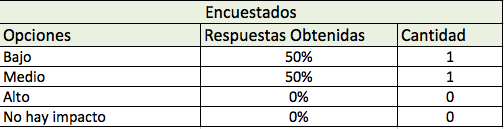 Encuestados
Opciones Respuestas Obtenidas Cantidad
Bajo 50% 1
Medio 50% 1
Alto 0% 0
No hay impacto 0% 0